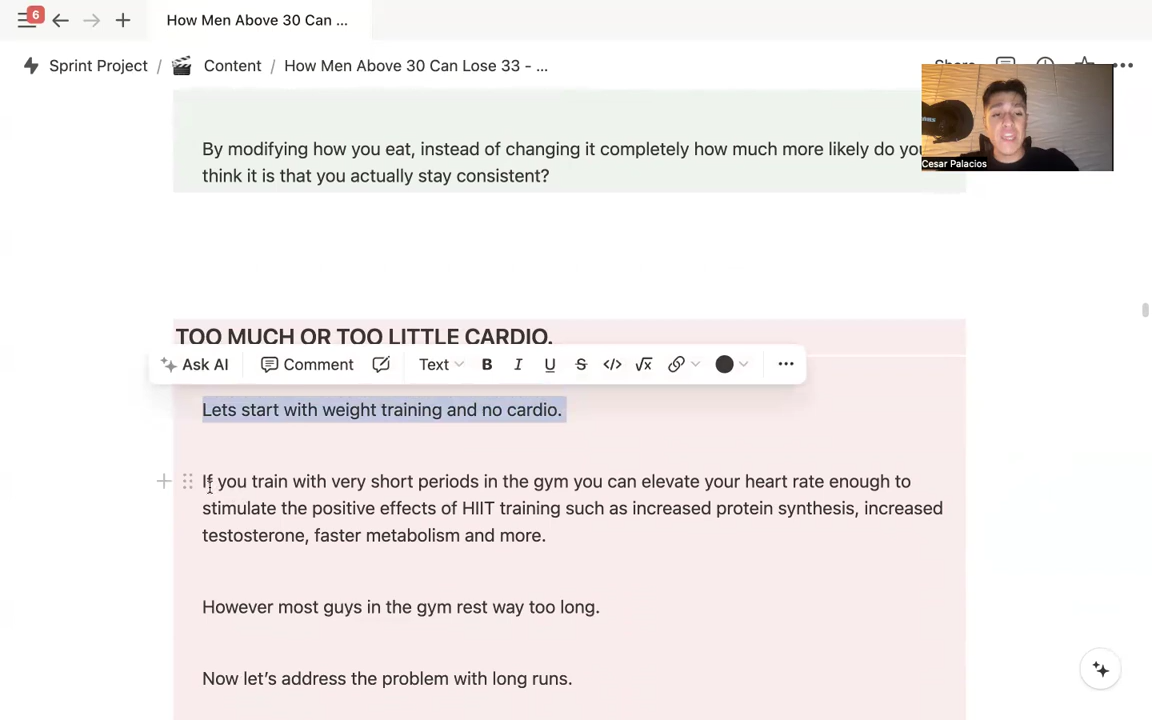 6
How Men Above 30 Can ...
Sprint Project / Content / How Men Above 30 Can Lose 33 - ...
Share
Cesar Palacios
By modifying how you eat, instead of changing it completely how much more likely do you
think it is that you actually stay consistent?
TOO MUCH OR TOO LITTLE CARDIO.
Ask AI Comment Text B I U S </> √x
Lets start with weight training and no cardio.
If you train with very short periods in the gym you can elevate your heart rate enough to
stimulate the positive effects of HIIT training such as increased protein synthesis, increased
testosterone, faster metabolism and more.
However most guys in the gym rest way too long.
Now let’s address the problem with long runs.